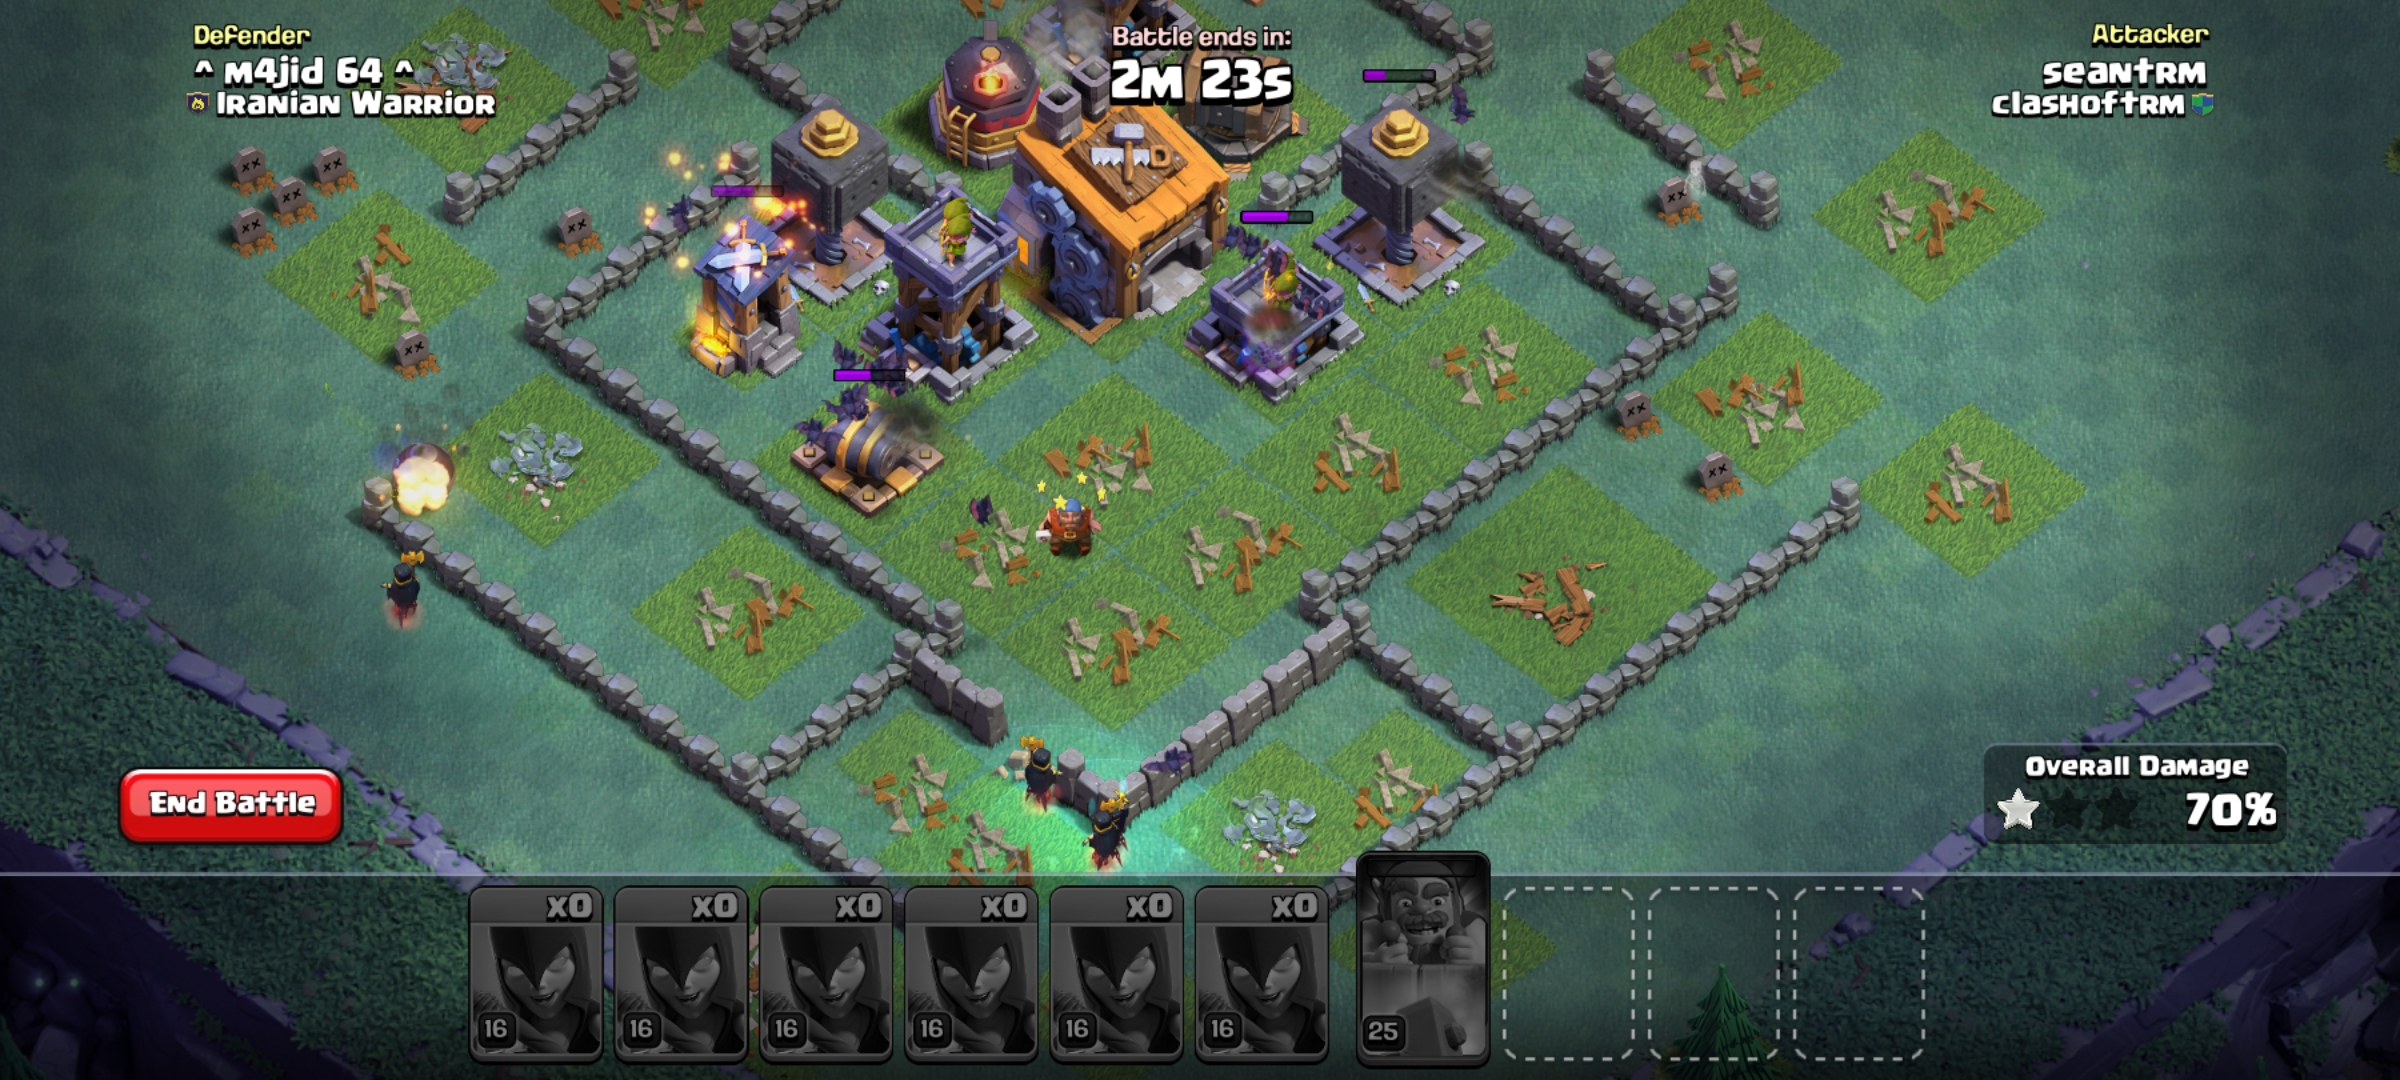 Defender
^ m4jid 64 ^
Iranian Warrior
Battle ends in:
2M 23s
Attacker
seantrm
clashoftrm
End Battle
Overall Damage
70%
x0 x0 x0 x0 x0 x0
16 16 16 16 16 16 25